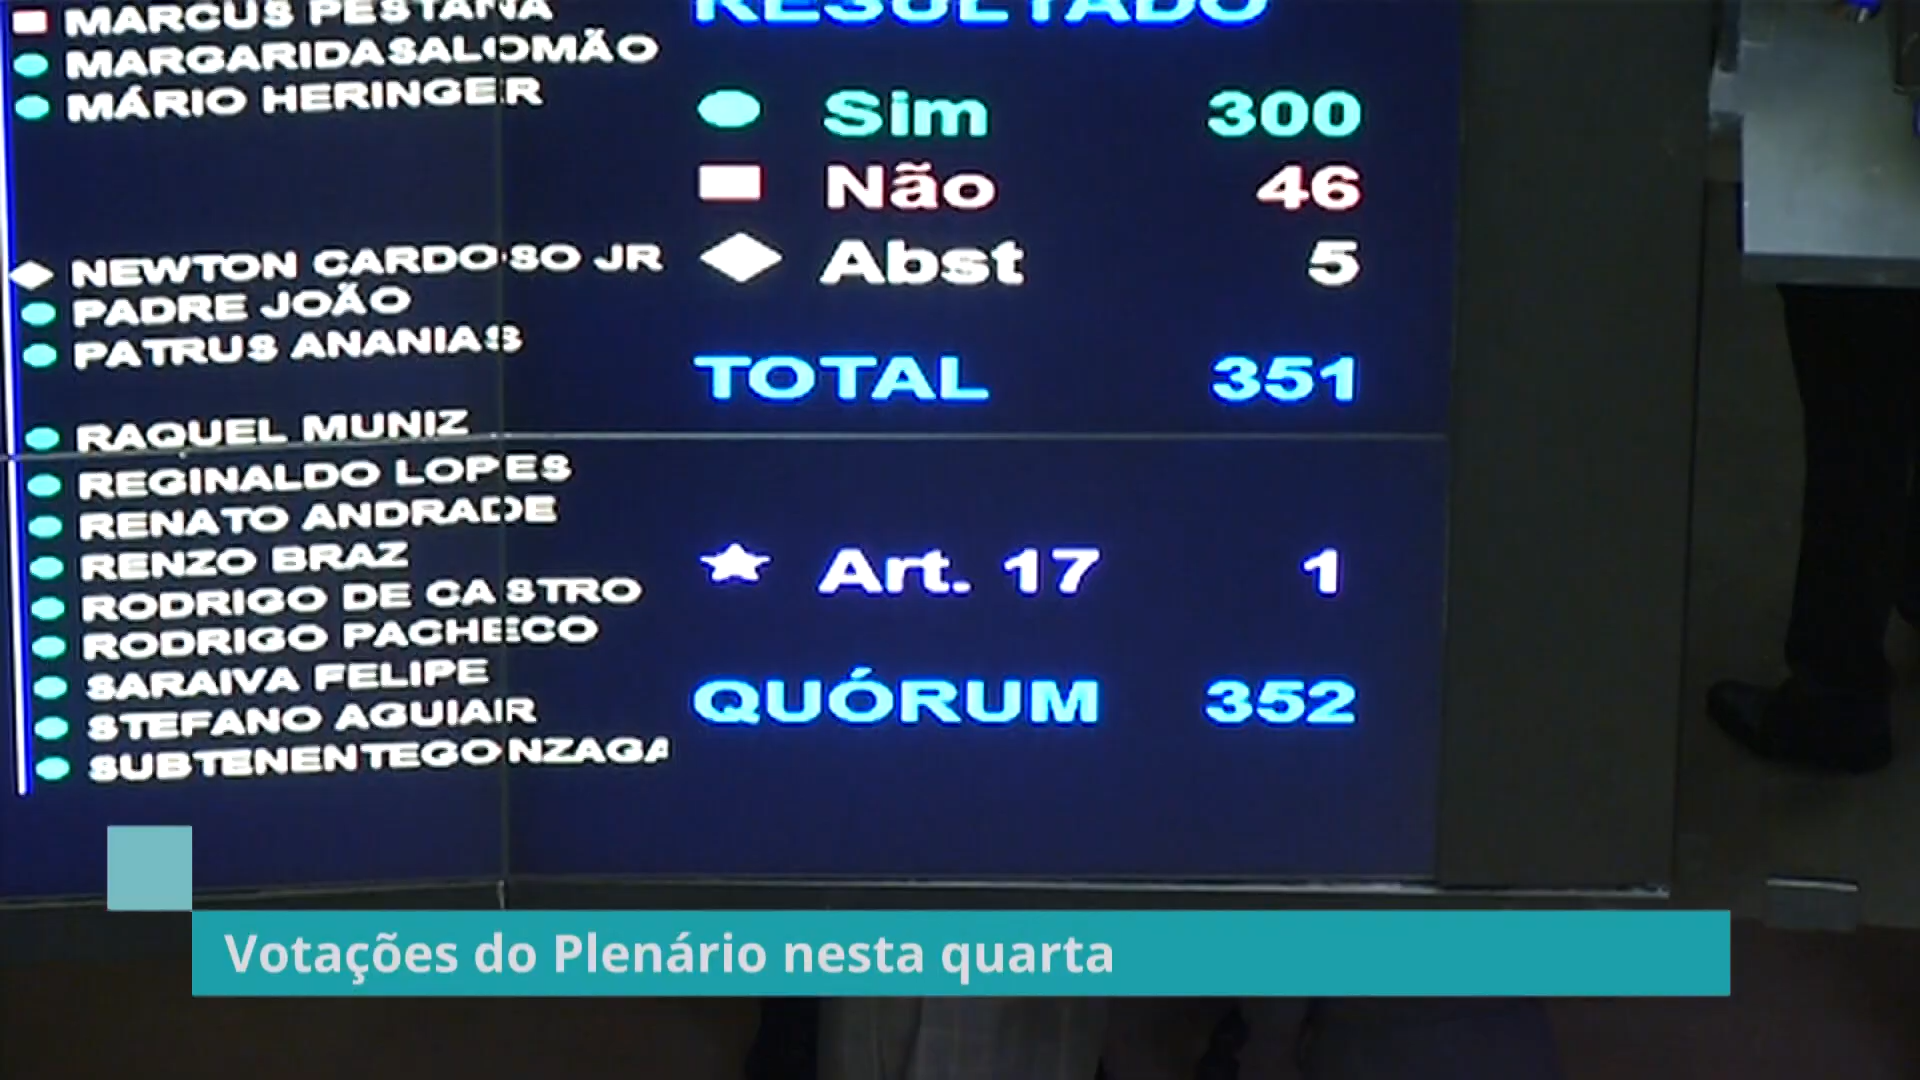 MARCUS PESTANA
MARGARIDASALOMÃO
MÁRIO HERINGER
NEWTON CARDOSO JR
PADRE JOÃO
PATRUS ANANIAS
RAQUEL MUNIZ
REGINALDO LOPES
RENATO ANDRADE
RENZO BRAZ
RODRIGO DE CASTRO
RODRIGO PACHECO
SARAIVA FELIPE
STEFANO AGUIAR
SUBTENENTEGONZAGA
RESULTADO
Sim 300
Não 46
Abst 5
TOTAL 351
Art. 17 1
QUÓRUM 352
Votações do Plenário nesta quarta